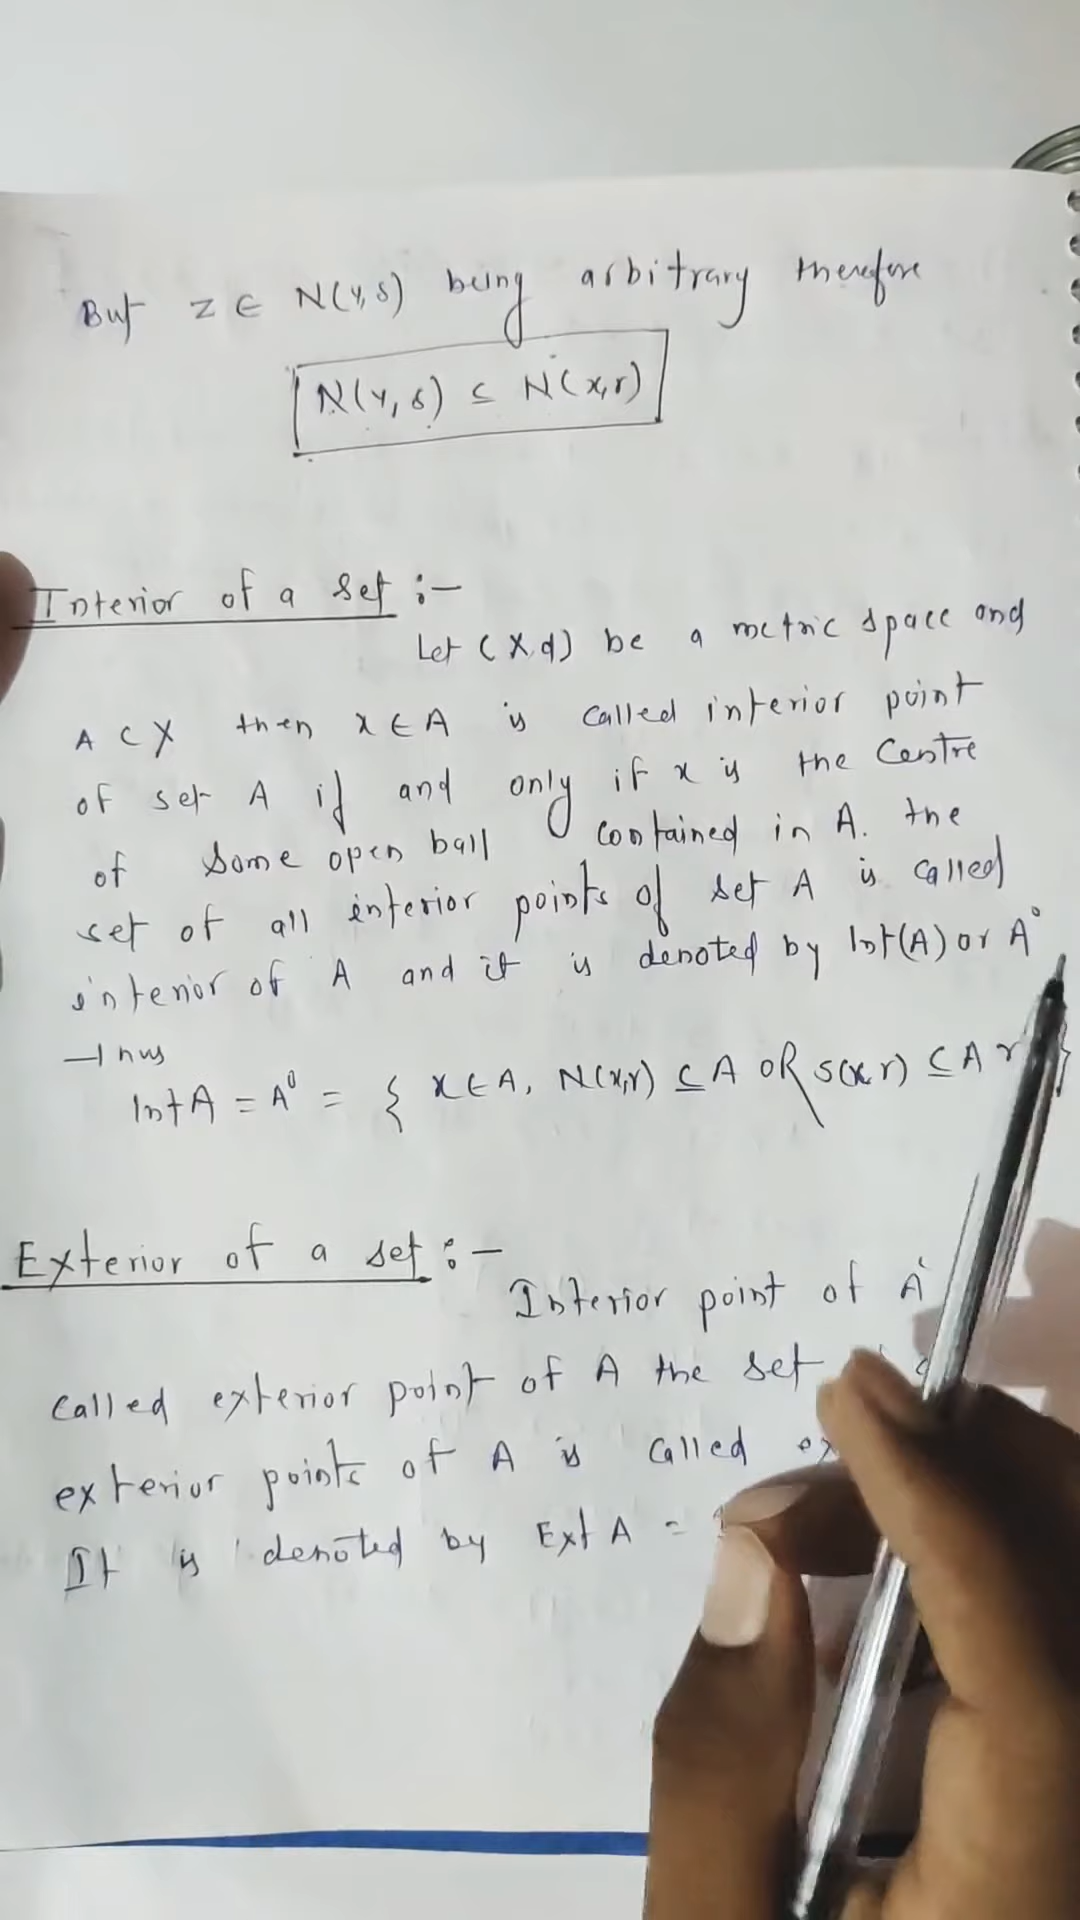 But z ∈ N(y,s) being arbitrary therefore
N(y,s) ⊆ N(x,r)
Interior of a set :-
Let (X,d) be a metric space and
A ⊂ X then x ∈ A is called interior point
of set A if and only if x is the centre
of some open ball contained in A. the
set of all interior points of set A is called
interior of A and it is denoted by Int(A) or A°
Thus
Int A = A° = { x ∈ A, N(x,r) ⊆ A OR S(x,r) ⊆ A r }
Exterior of a set :-
Interior point of A'
called exterior point of A the set
exterior points of A is called
It is denoted by Ext A =